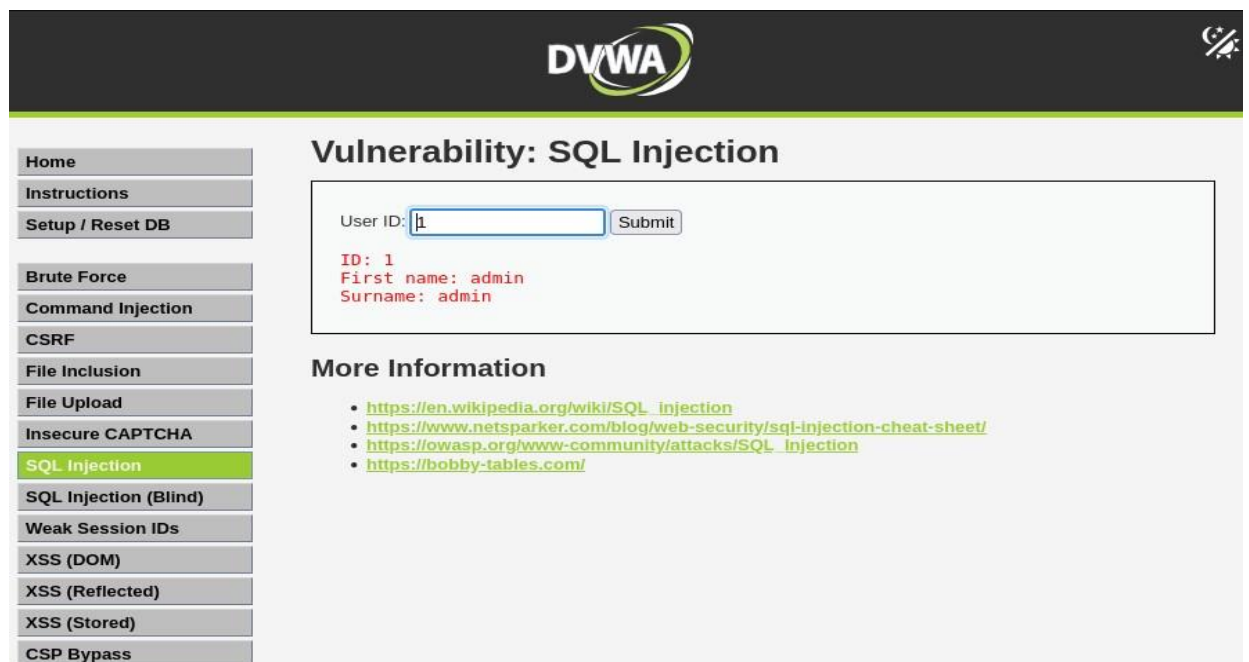 DVWA
Home
Instructions
Setup / Reset DB
Brute Force
Command Injection
CSRF
File Inclusion
File Upload
Insecure CAPTCHA
SQL Injection
SQL Injection (Blind)
Weak Session IDs
XSS (DOM)
XSS (Reflected)
XSS (Stored)
CSP Bypass
Vulnerability: SQL Injection
User ID: 1 Submit
ID: 1
First name: admin
Surname: admin
More Information
https://en.wikipedia.org/wiki/SQL_injection
https://www.netsparker.com/blog/web-security/sql-injection-cheat-sheet/
https://owasp.org/www-community/attacks/SQL_Injection
https://bobby-tables.com/